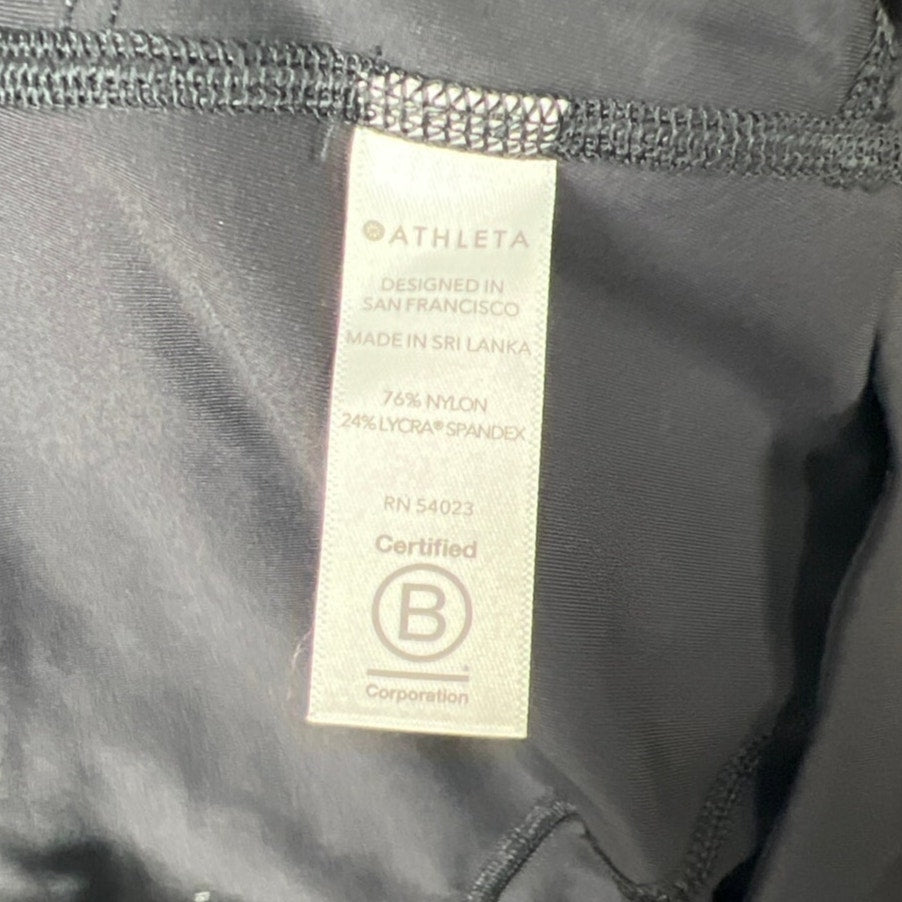 ATHLETA
DESIGNED IN
SAN FRANCISCO
MADE IN SRI LANKA
76% NYLON
24% LYCRA® SPANDEX
RN 54023
Certified
B
Corporation